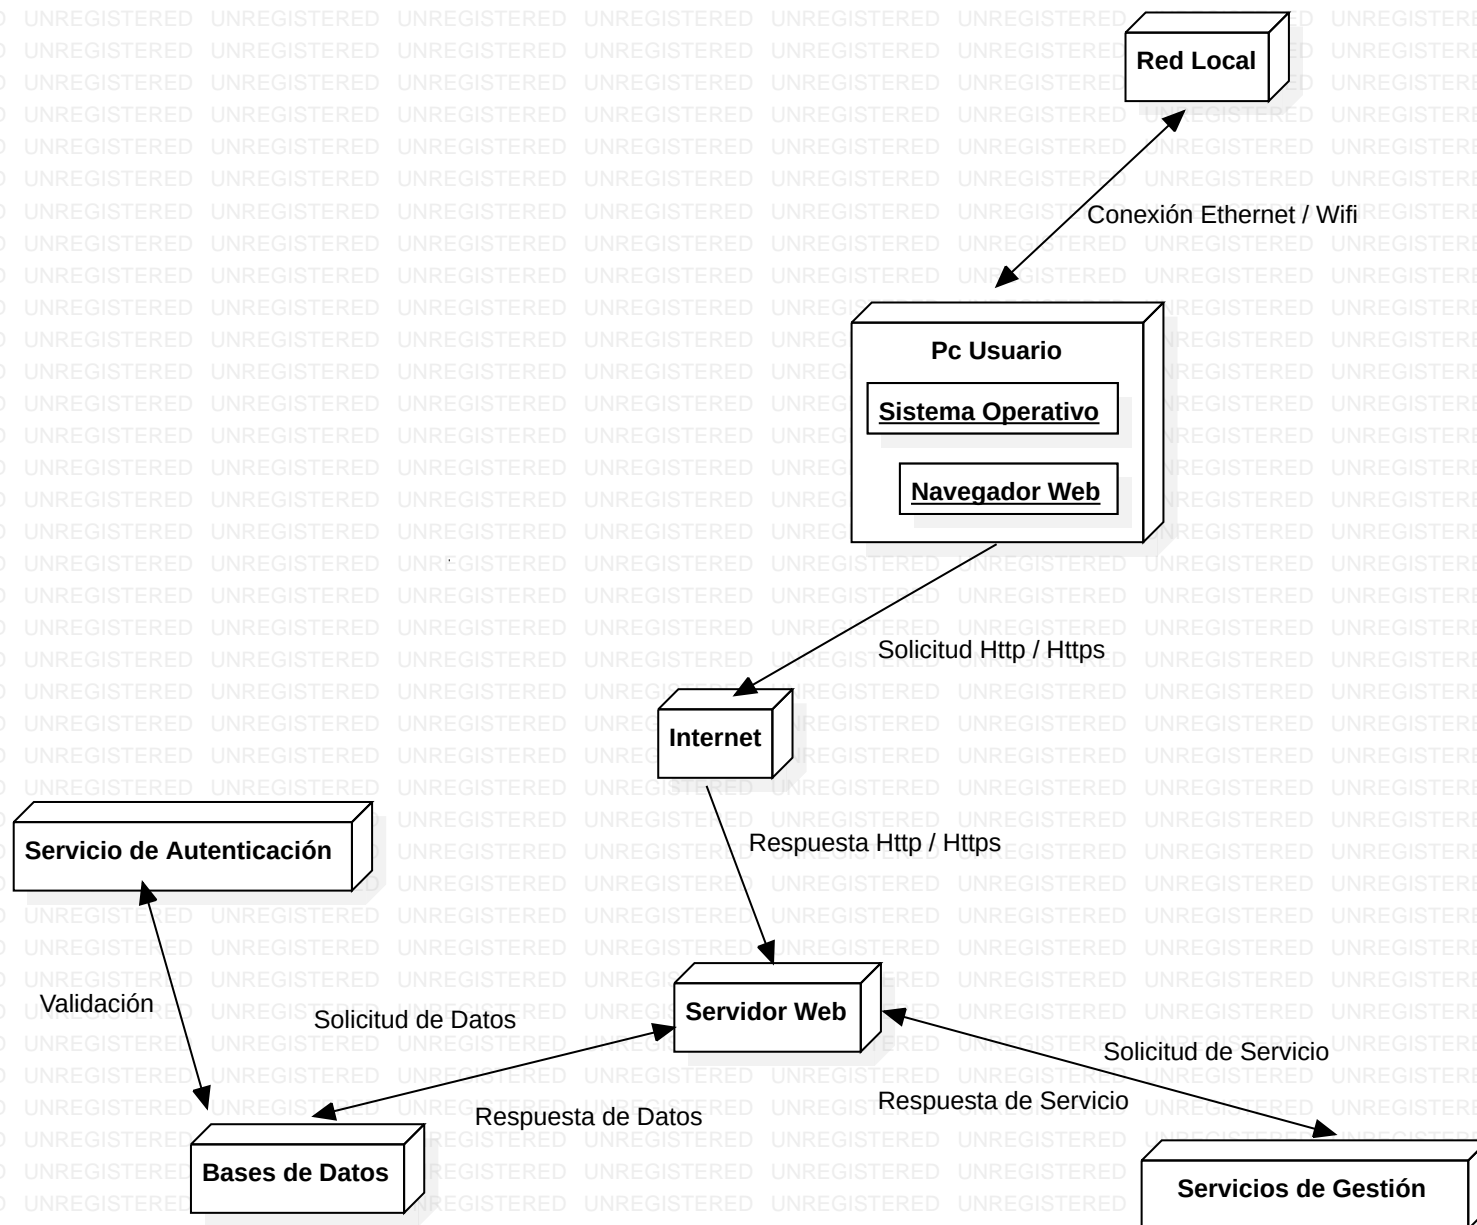 Red Local
Conexión Ethernet / Wifi
Pc Usuario
Sistema Operativo
Navegador Web
Solicitud Http / Https
Internet
Respuesta Http / Https
Servicio de Autenticación
Validación
Solicitud de Datos
Servidor Web
Solicitud de Servicio
Respuesta de Servicio
Respuesta de Datos
Bases de Datos
Servicios de Gestión
UNREGISTERED